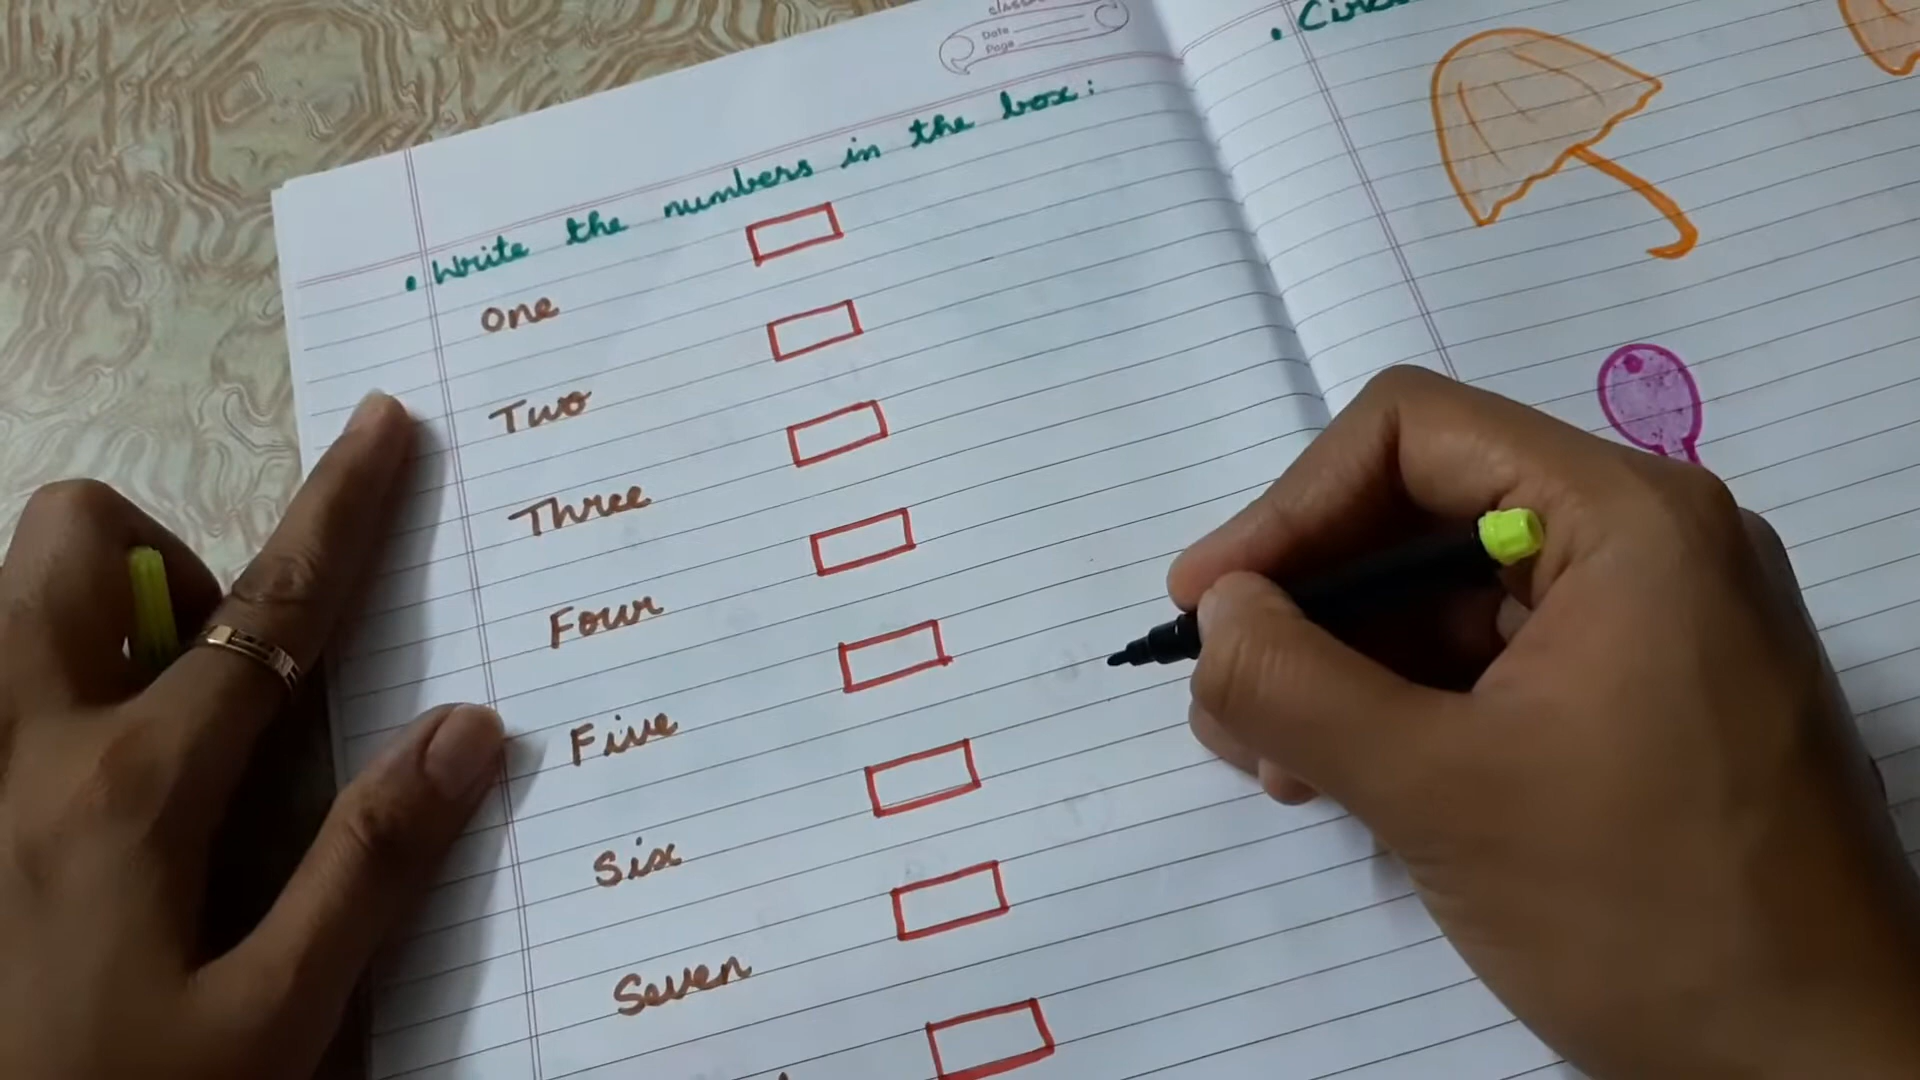 Date
Page
• Write the numbers in the box:
One
Two
Three
Four
Five
Six
Seven